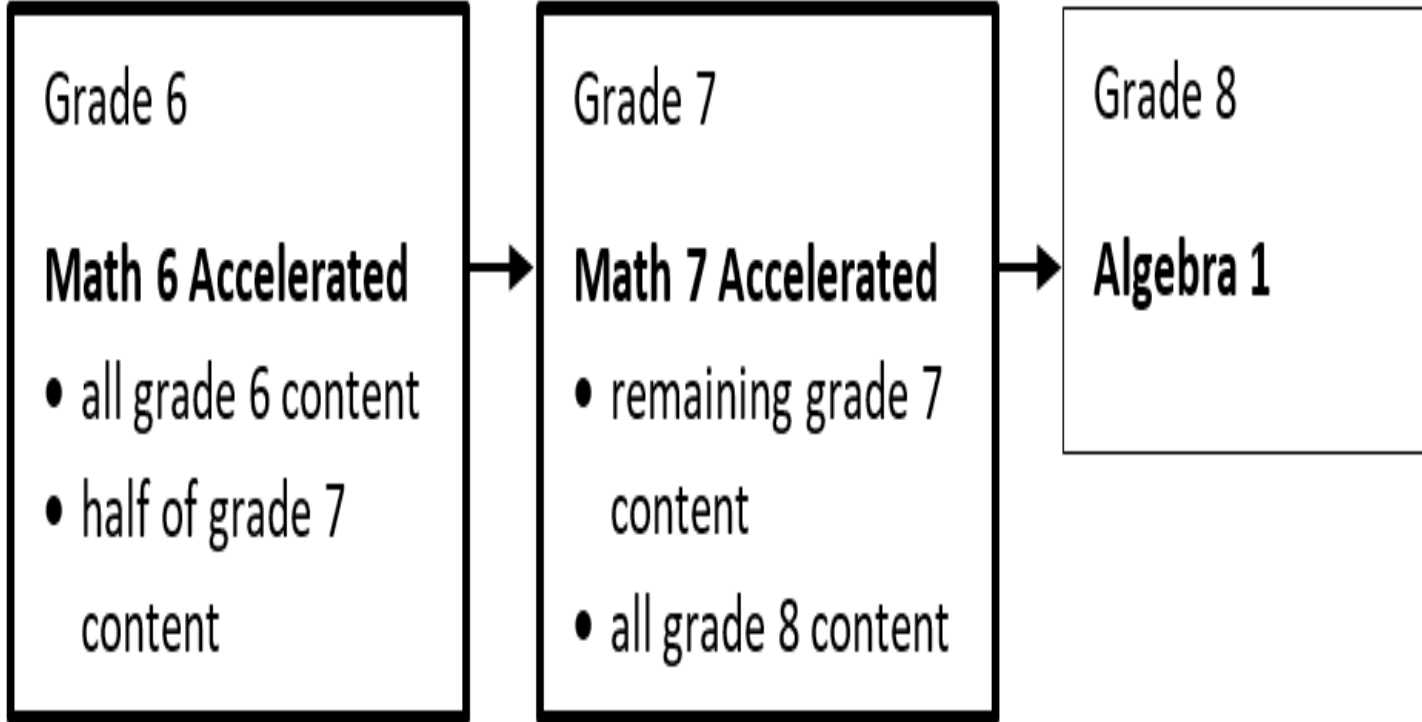 Grade 6
Math 6 Accelerated
• all grade 6 content
• half of grade 7
content
Grade 7
Math 7 Accelerated
• remaining grade 7
content
• all grade 8 content
Grade 8
Algebra 1